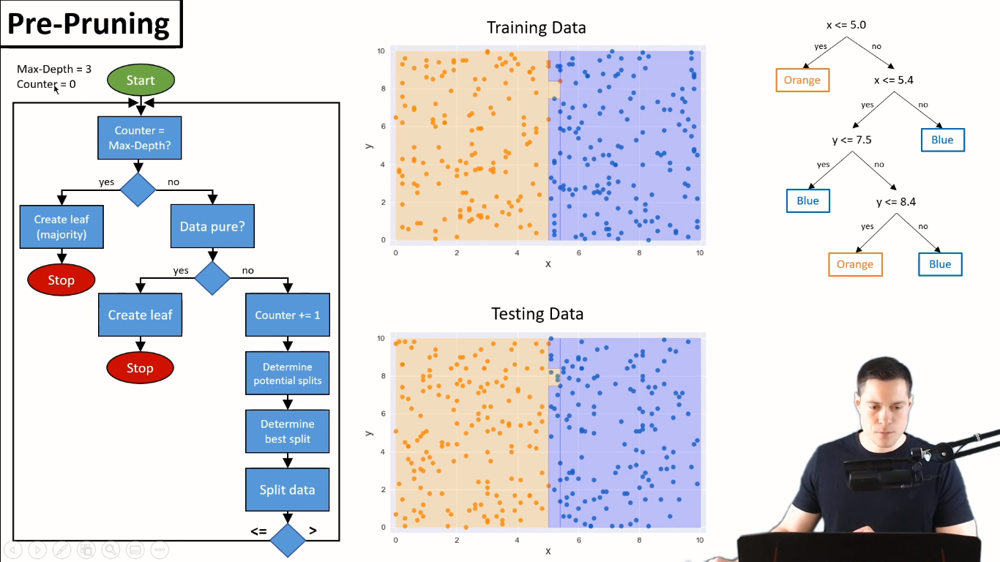 Pre-Pruning
Max-Depth = 3
Counter = 0
Start
Counter =
Max-Depth?
yes
no
Create leaf
(majority)
Data pure?
Stop
yes
no
Create leaf
Counter += 1
Stop
Determine
potential splits
Determine
best split
Split data
<=
>
Training Data
10
8
6
4
2
0
y
0
2
4
6
8
10
x
Testing Data
10
8
6
4
2
0
y
0
2
4
6
8
10
x
x <= 5.0
yes
no
Orange
x <= 5.4
yes
no
y <= 7.5
Blue
yes
no
Blue
y <= 8.4
yes
no
Orange
Blue